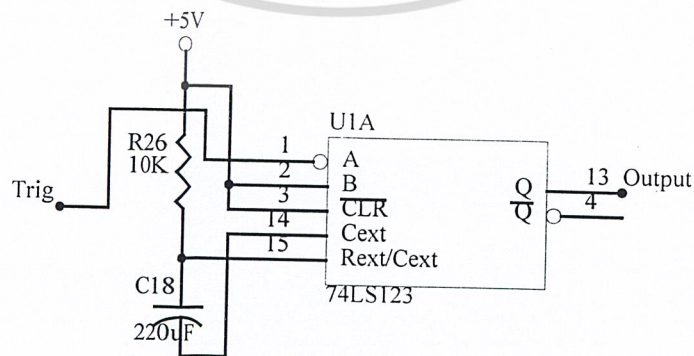 +5V
U1A
R26
10K
1
A
2
B
3
CLR
14
Cext
15
Rext/Cext
Trig
Q
13
Output
Q
4
C18
220uF
74LS123